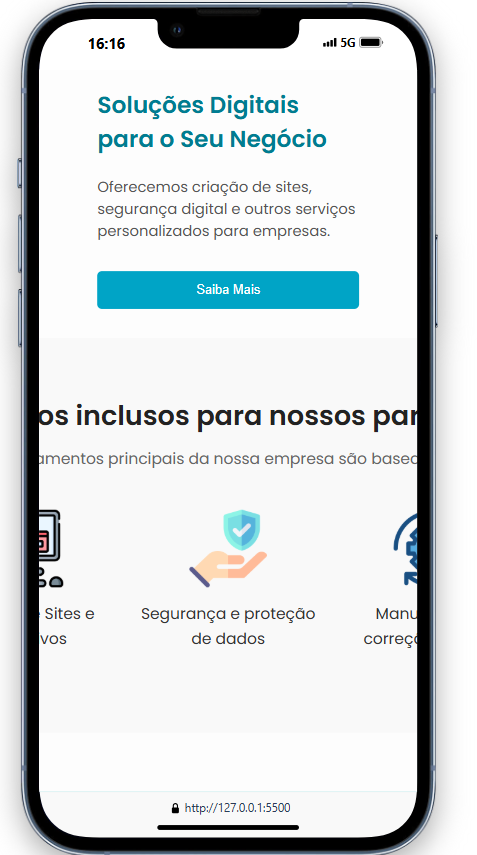 16:16
5G
Soluções Digitais
para o Seu Negócio
Oferecemos criação de sites,
segurança digital e outros serviços
personalizados para empresas.
Saiba Mais
os inclusos para nossos par
amentos principais da nossa empresa são basead
Sites e
vos
Segurança e proteção
de dados
Manu
correçõ
http://127.0.0.1:5500